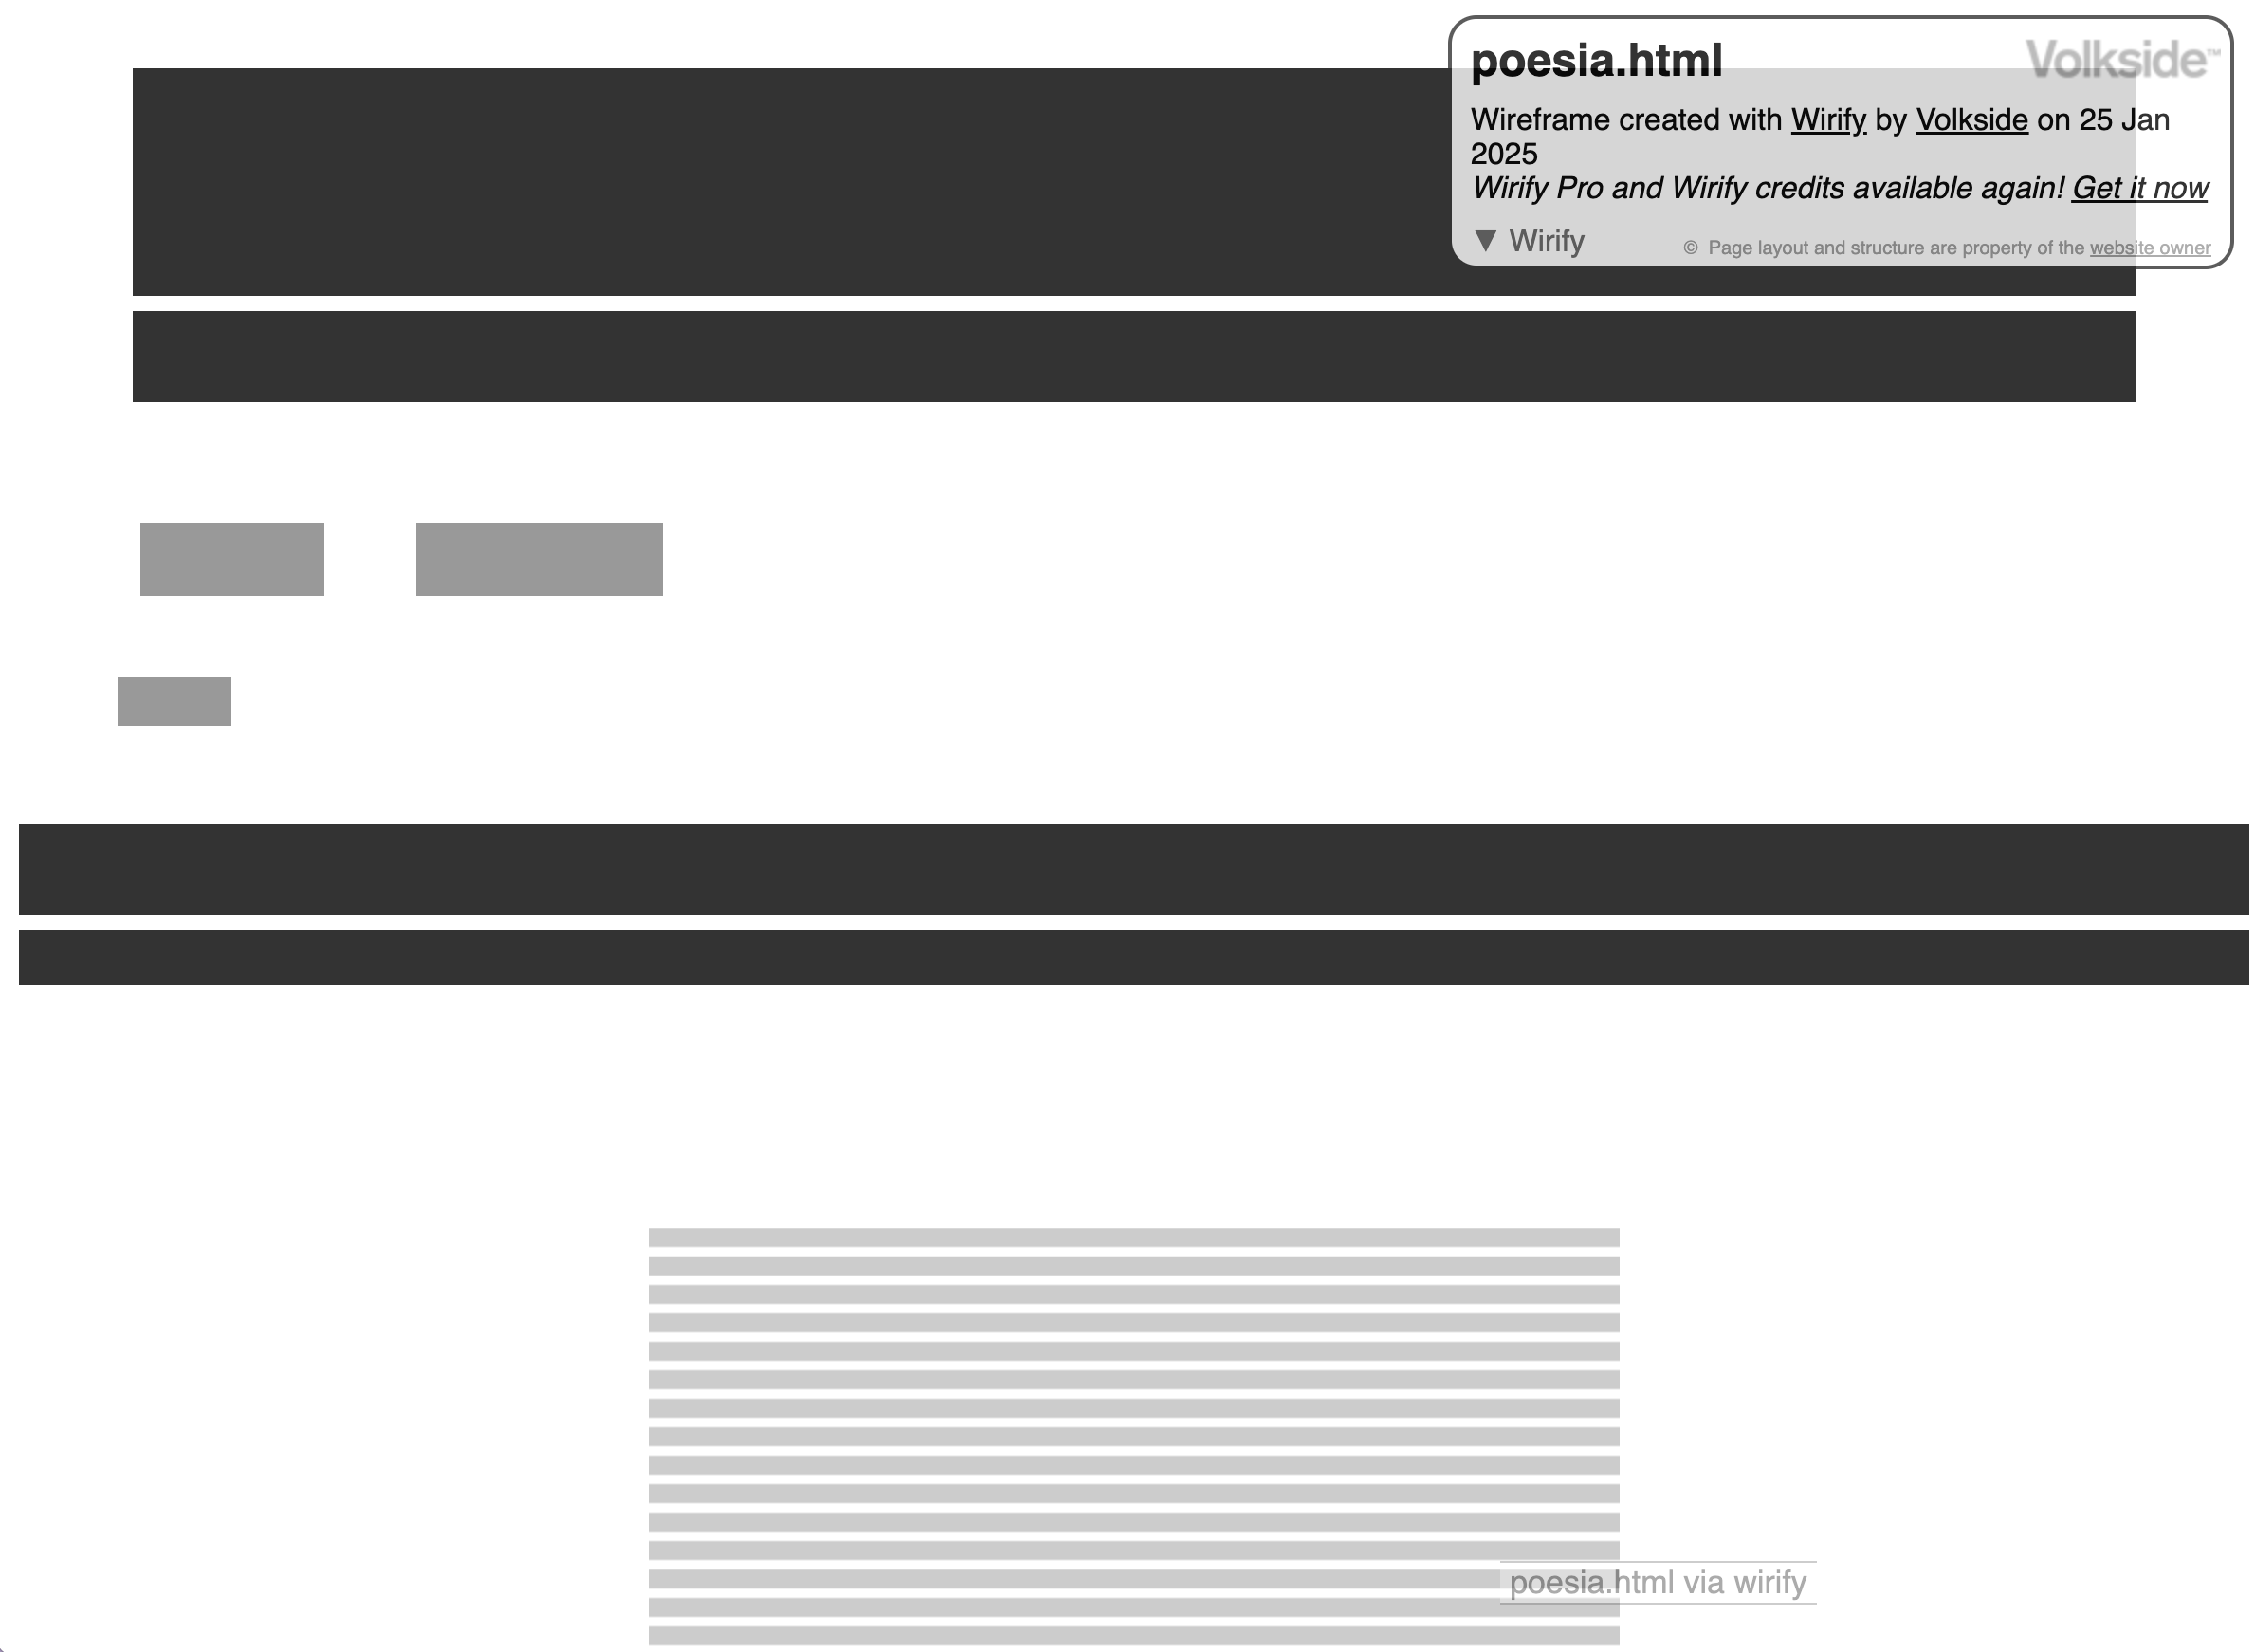 poesia.html
Volkside™
Wireframe created with Wirify by Volkside on 25 Jan
2025
Wirify Pro and Wirify credits available again! Get it now
▼ Wirify
© Page layout and structure are property of the website owner
poesia.html via wirify